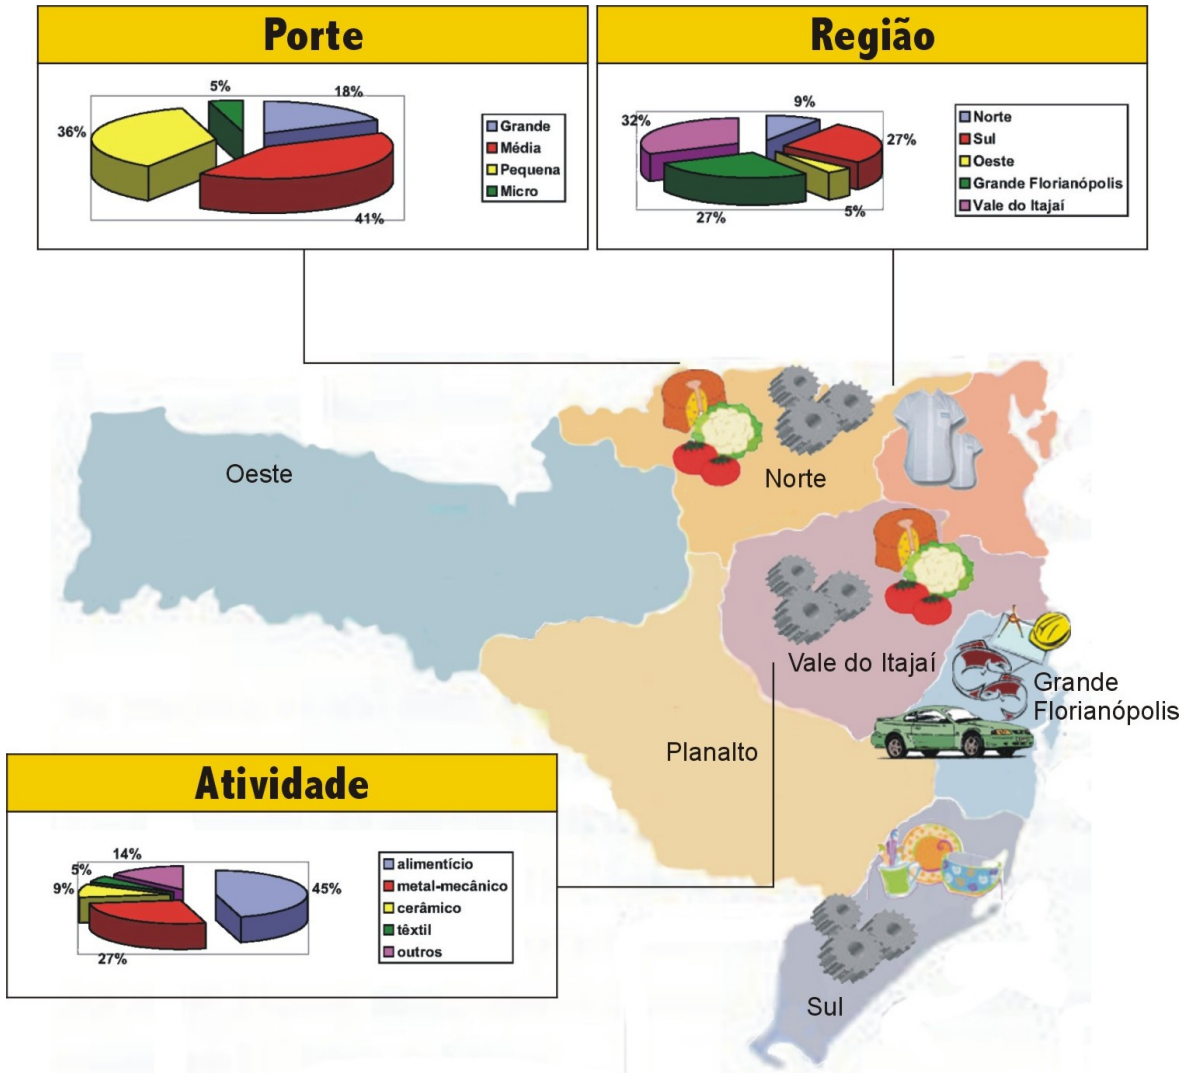 Porte
5%
18%
36%
41%
Grande
Média
Pequena
Micro
Região
9%
32%
27%
27%
5%
Norte
Sul
Oeste
Grande Florianópolis
Vale do Itajaí
Oeste
Norte
Vale do Itajaí
Grande
Florianópolis
Planalto
Sul
Atividade
14%
5%
9%
45%
27%
alimentício
metal-mecânico
cerâmico
têxtil
outros